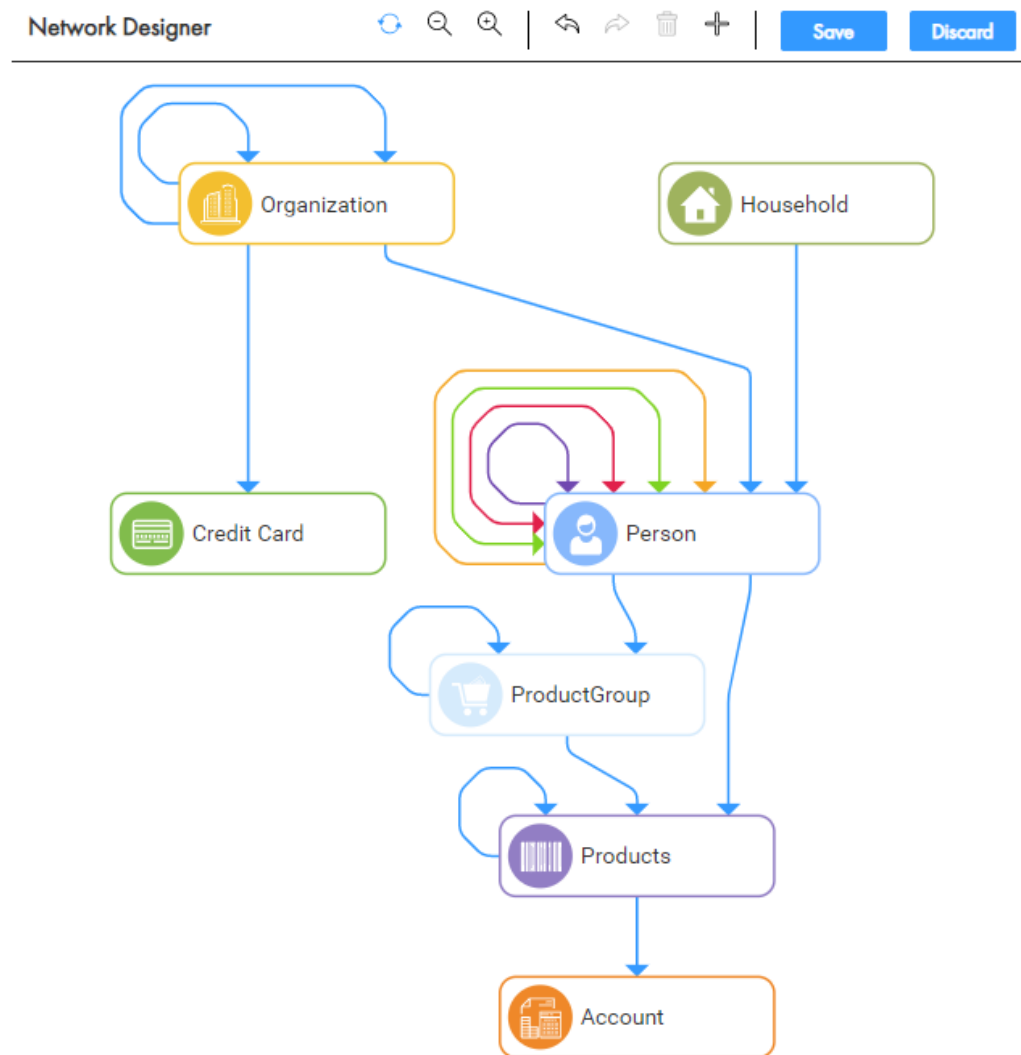 Network Designer
Save
Discard
Organization
Household
Credit Card
Person
ProductGroup
Products
Account